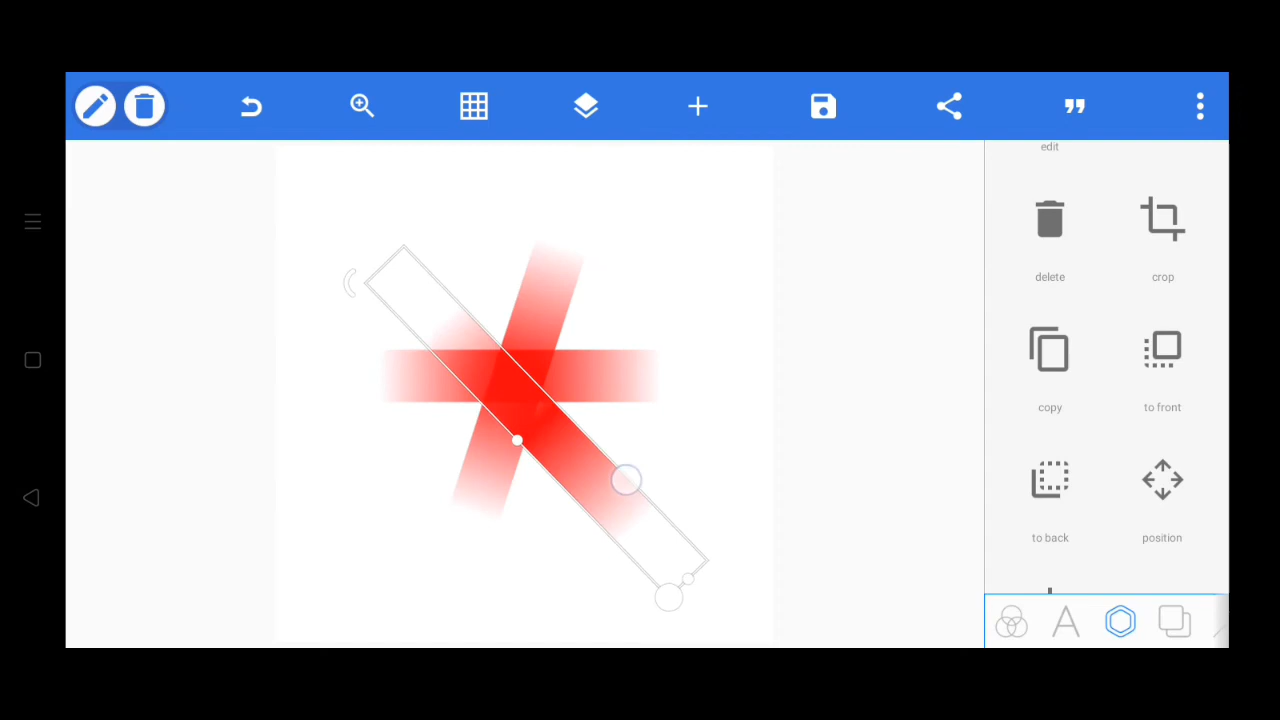 edit
delete
crop
copy
to front
to back
position